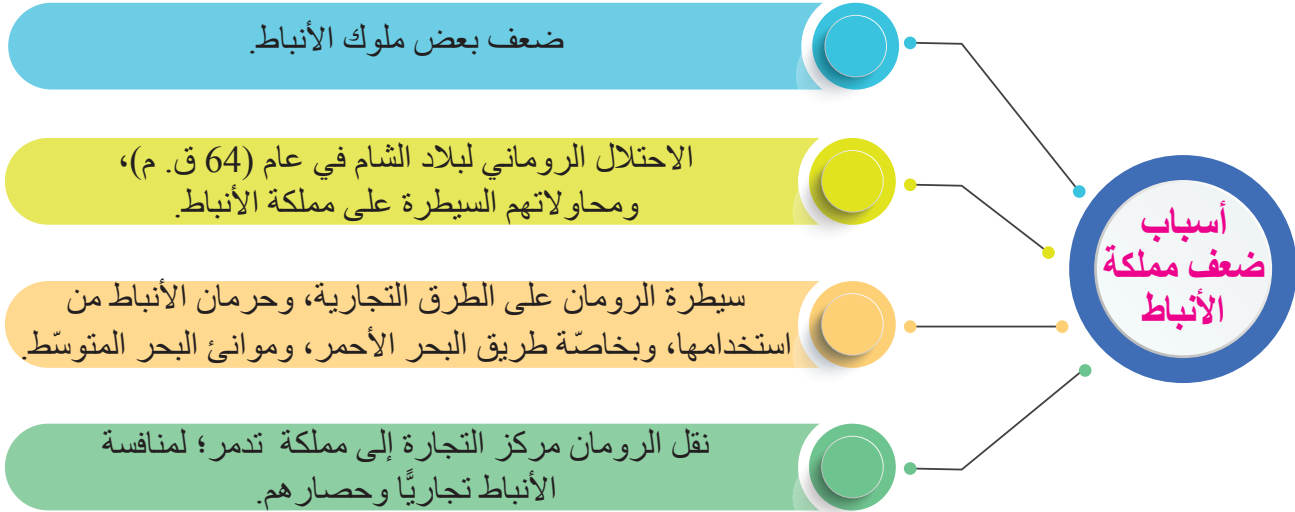 أسباب
ضعف مملكة
الأنباط
ضعف بعض ملوك الأنباط.
الاحتلال الروماني لبلاد الشام في عام (64 ق. م)،
ومحاولاتهم السيطرة على مملكة الأنباط.
سيطرة الرومان على الطرق التجارية، وحرمان الأنباط من
استخدامها، وبخاصّة طريق البحر الأحمر، وموانئ البحر المتوسّط.
نقل الرومان مركز التجارة إلى مملكة تدمر؛ لمنافسة
الأنباط تجاريًّا وحصارهم.